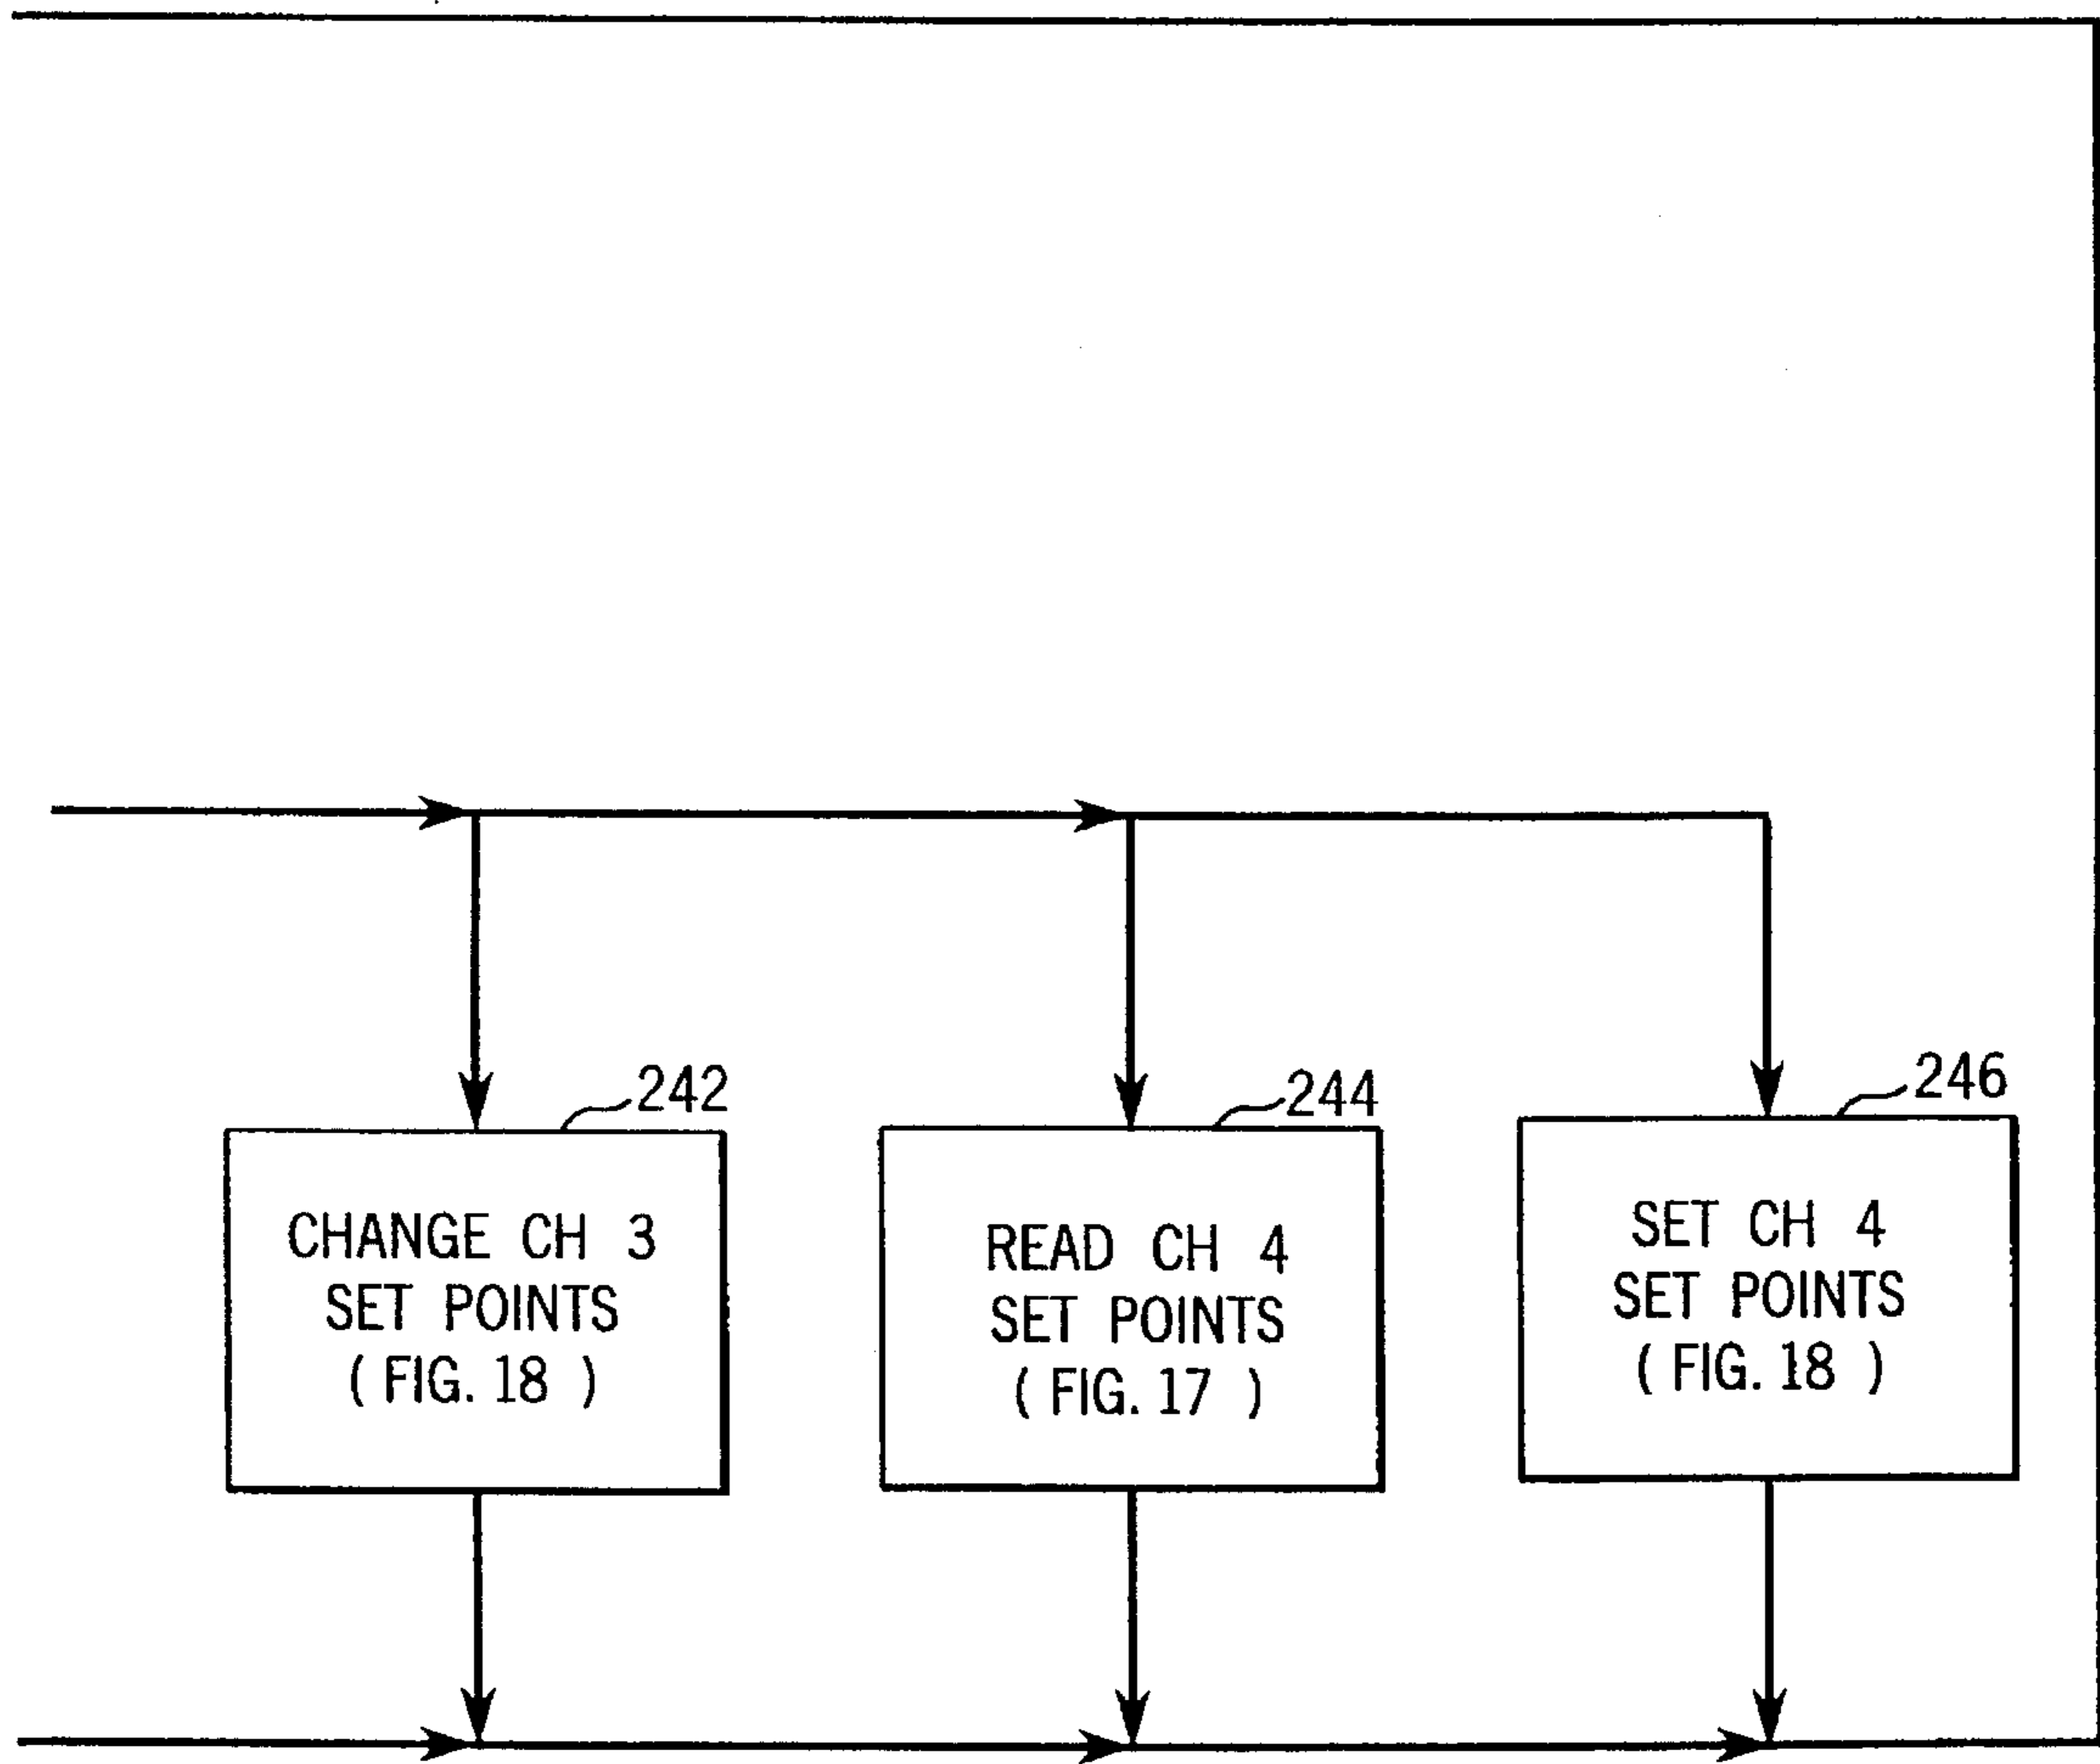 242
CHANGE CH 3
SET POINTS
( FIG. 18 )
244
READ CH 4
SET POINTS
( FIG. 17 )
246
SET CH 4
SET POINTS
( FIG. 18 )